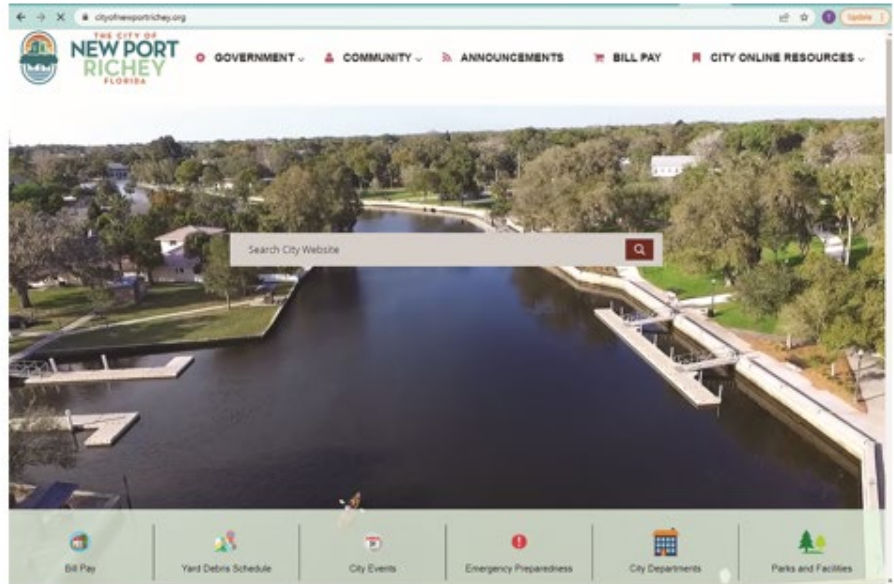 cityofnewportrichey.org
Update
THE CITY OF
NEW PORT
RICHEY
FLORIDA
GOVERNMENT
COMMUNITY
ANNOUNCEMENTS
BILL PAY
CITY ONLINE RESOURCES
Search City Website
Bill Pay
Yard Debris Schedule
City Events
Emergency Preparedness
City Departments
Parks and Facilities